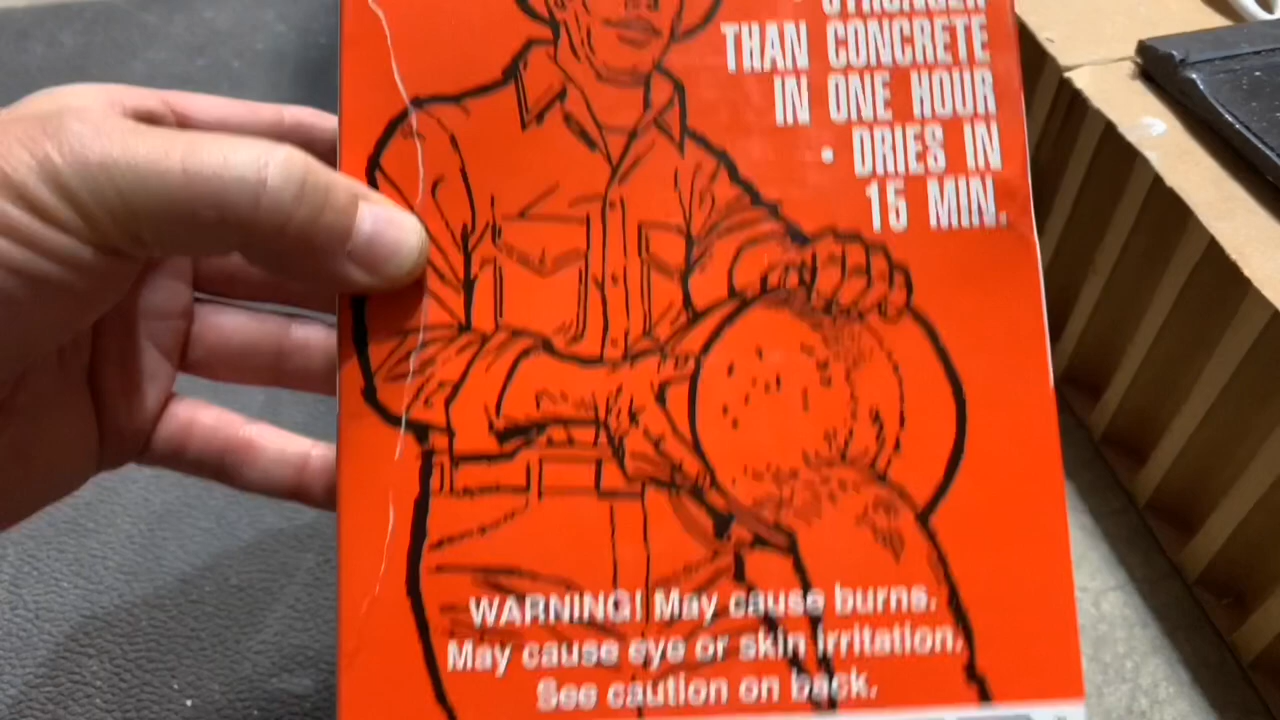 STRONGER
THAN CONCRETE
IN ONE HOUR
• DRIES IN
15 MIN.
WARNING! May cause burns.
May cause eye or skin irritation.
See caution on back.